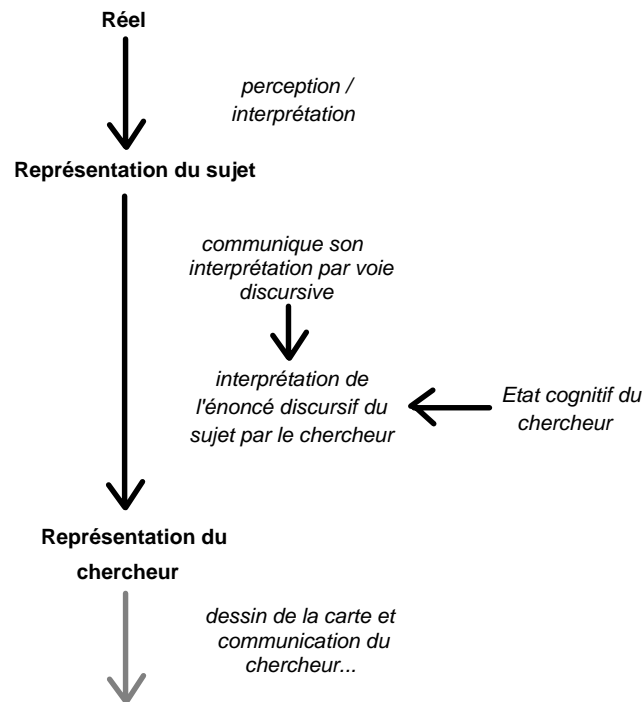 Réel
perception /
interprétation
Représentation du sujet
communique son
interprétation par voie
discursive
interprétation de
l'énoncé discursif du
sujet par le chercheur
Etat cognitif du
chercheur
Représentation du
chercheur
dessin de la carte et
communication du
chercheur...